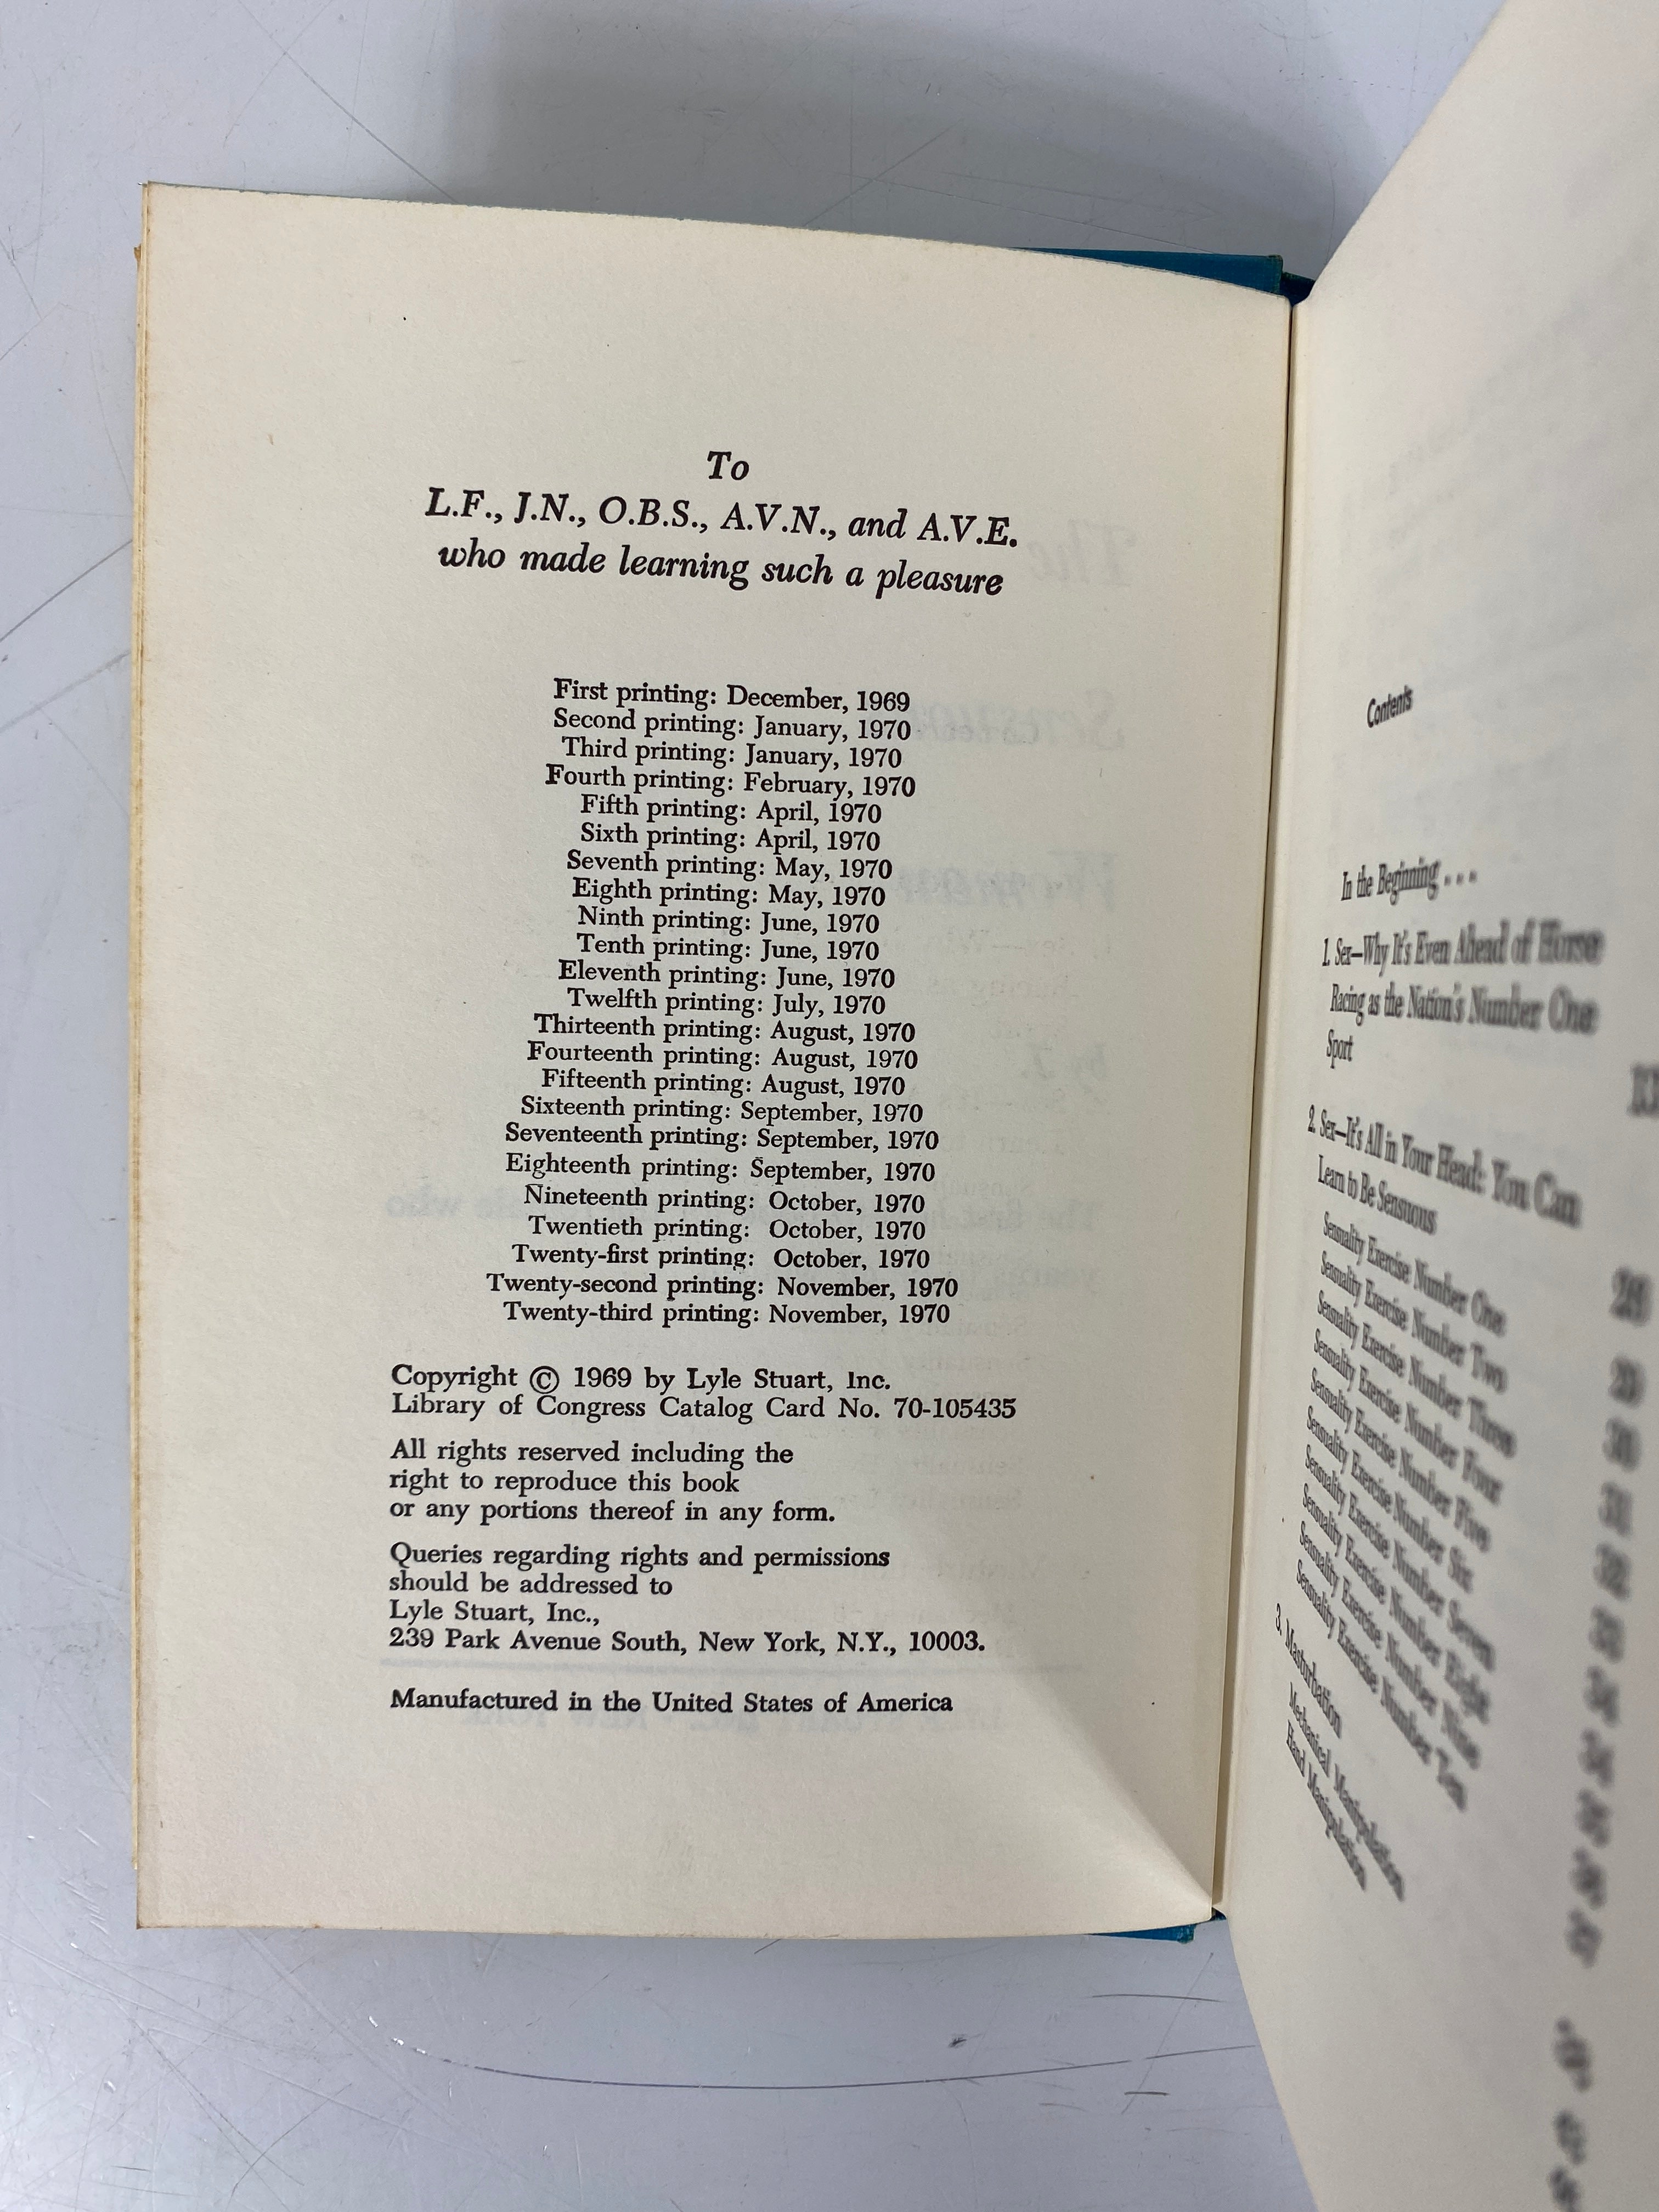 To
L.F., J.N., O.B.S., A.V.N., and A.V.E.
who made learning such a pleasure
First printing: December, 1969
Second printing: January, 1970
Third printing: January, 1970
Fourth printing: February, 1970
Fifth printing: April, 1970
Sixth printing: April, 1970
Seventh printing: May, 1970
Eighth printing: May, 1970
Ninth printing: June, 1970
Tenth printing: June, 1970
Eleventh printing: June, 1970
Twelfth printing: July, 1970
Thirteenth printing: August, 1970
Fourteenth printing: August, 1970
Fifteenth printing: August, 1970
Sixteenth printing: September, 1970
Seventeenth printing: September, 1970
Eighteenth printing: September, 1970
Nineteenth printing: October, 1970
Twentieth printing: October, 1970
Twenty-first printing: October, 1970
Twenty-second printing: November, 1970
Twenty-third printing: November, 1970
Copyright © 1969 by Lyle Stuart, Inc.
Library of Congress Catalog Card No. 70-105435
All rights reserved including the
right to reproduce this book
or any portions thereof in any form.
Queries regarding rights and permissions
should be addressed to
Lyle Stuart, Inc.,
239 Park Avenue South, New York, N.Y., 10003.
Manufactured in the United States of America
Contents
In the Beginning . . .
1. Sex—Why It's Even Ahead of Horse
Racing as the Nation's Number One
Sport
2. Sex—It's All in Your Head: You Can
Learn to Be Sensuous
Sensuality Exercise Number One
Sensuality Exercise Number Two
Sensuality Exercise Number Three
Sensuality Exercise Number Four
Sensuality Exercise Number Five
Sensuality Exercise Number Six
Sensuality Exercise Number Seven
Sensuality Exercise Number Eight
Sensuality Exercise Number Nine
Sensuality Exercise Number Ten
3. Masturbation
Mechanical Manipulation
Hand Manipulation